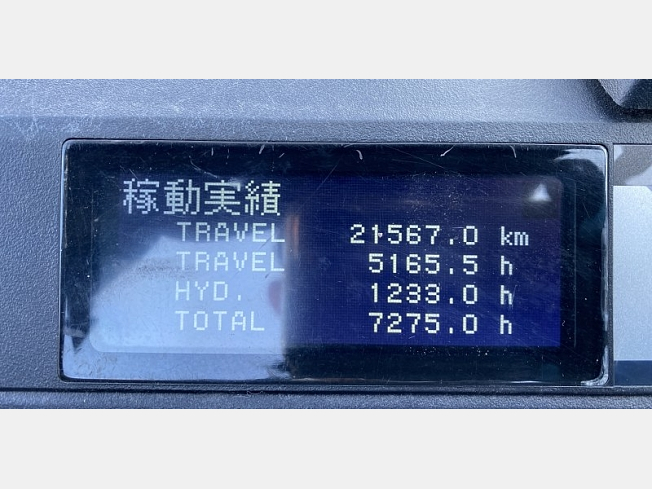 稼動実績
TRAVEL 21567.0 km
TRAVEL 5165.5 h
HYD. 1233.0 h
TOTAL 7275.0 h